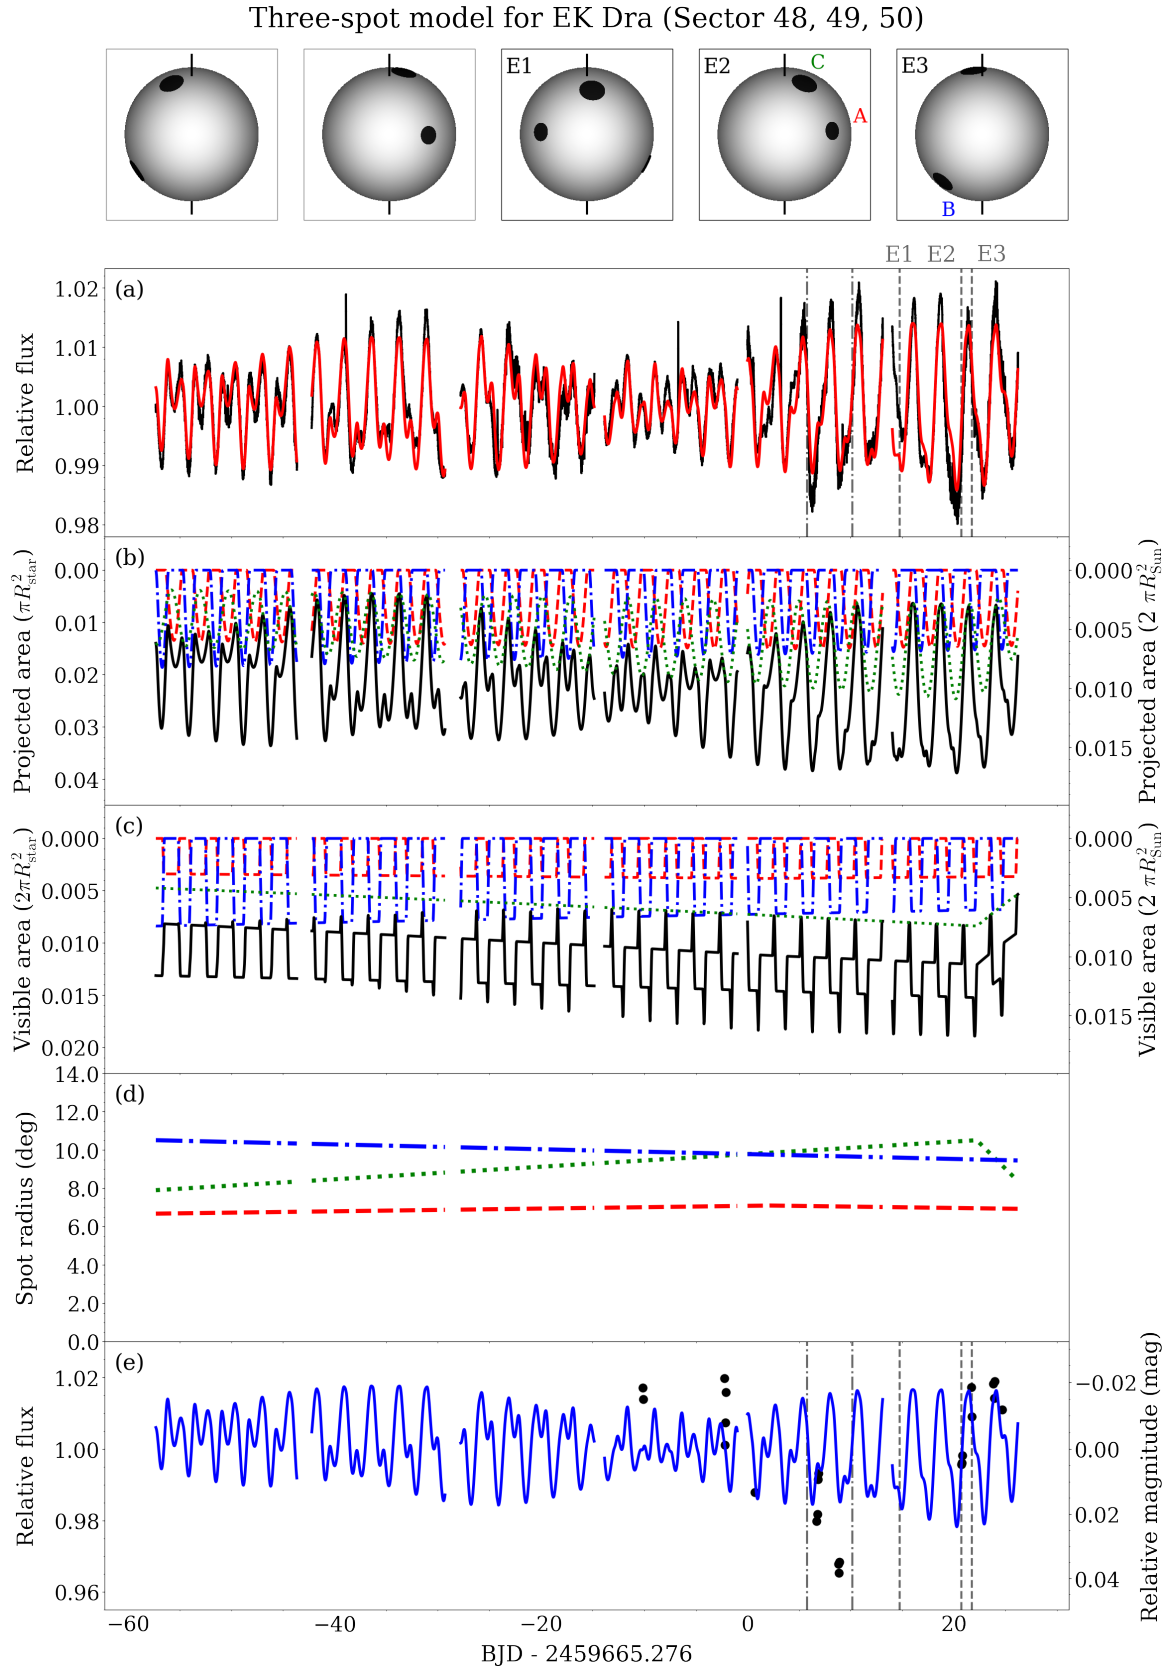 Three-spot model for EK Dra (Sector 48, 49, 50)
E1
E2
C
A
E3
B
E1 E2 E3
(a)
Relative flux
1.02
1.01
1.00
0.99
0.98
(b)
Projected area (πR²star)
0.00
0.01
0.02
0.03
0.04
Projected area (2 πR²Sun)
0.000
0.005
0.010
0.015
(c)
Visible area (2πR²star)
0.000
0.005
0.010
0.015
0.020
Visible area (2 πR²Sun)
0.000
0.005
0.010
0.015
(d)
Spot radius (deg)
14.0
12.0
10.0
8.0
6.0
4.0
2.0
0.0
(e)
Relative flux
1.02
1.00
0.98
0.96
Relative magnitude (mag)
−0.02
0.00
0.02
0.04
−60 −40 −20 0 20
BJD - 2459665.276